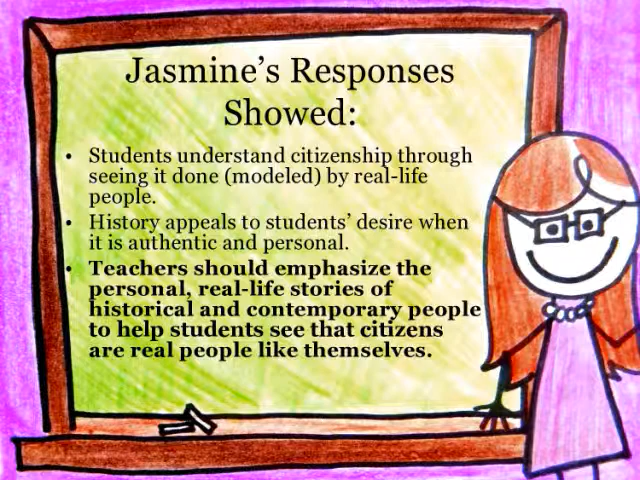 Jasmine’s Responses
Showed:
• Students understand citizenship through
seeing it done (modeled) by real-life
people.
• History appeals to students’ desire when
it is authentic and personal.
• Teachers should emphasize the
personal, real-life stories of
historical and contemporary people
to help students see that citizens
are real people like themselves.